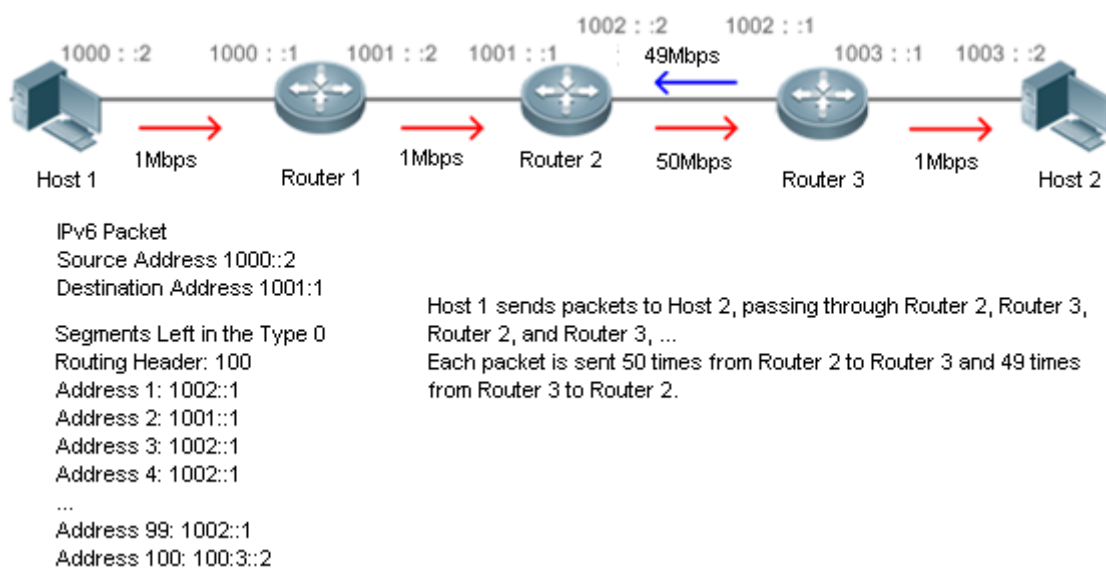 1002 : ::2
1002 : ::1
1000 : ::2
1000 : ::1
1001 : ::2
1001 : ::1
49Mbps
1003 : ::1
1003 : ::2
1Mbps
1Mbps
50Mbps
1Mbps
Host 1
Router 1
Router 2
Router 3
Host 2
IPv6 Packet
Source Address 1000::2
Destination Address 1001:1
Segments Left in the Type 0
Routing Header: 100
Address 1: 1002::1
Address 2: 1001::1
Address 3: 1002::1
Address 4: 1002::1
...
Address 99: 1002::1
Address 100: 100:3::2
Host 1 sends packets to Host 2, passing through Router 2, Router 3,
Router 2, and Router 3, ...
Each packet is sent 50 times from Router 2 to Router 3 and 49 times
from Router 3 to Router 2.